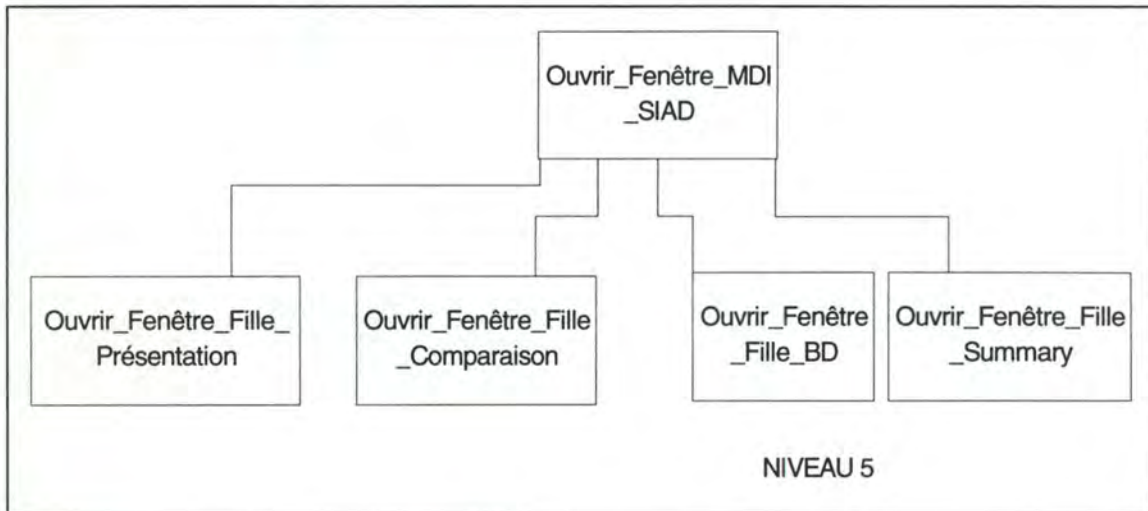 Ouvrir_Fenêtre_MDI
_SIAD
Ouvrir_Fenêtre_Fille_
Présentation
Ouvrir_Fenêtre_Fille
_Comparaison
Ouvrir_Fenêtre
_Fille_BD
Ouvrir_Fenêtre_Fille
_Summary
NIVEAU 5